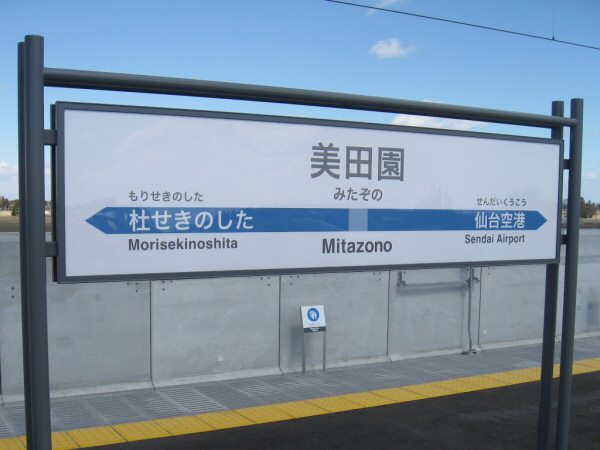 美田園
みたぞの
もりせきのした
杜せきのした
Morisekinoshita
Mitazono
せんだいくうこう
仙台空港
Sendai Airport